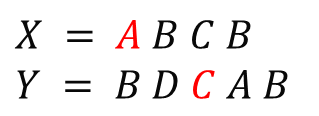 X = A B C B
Y = B D C A B